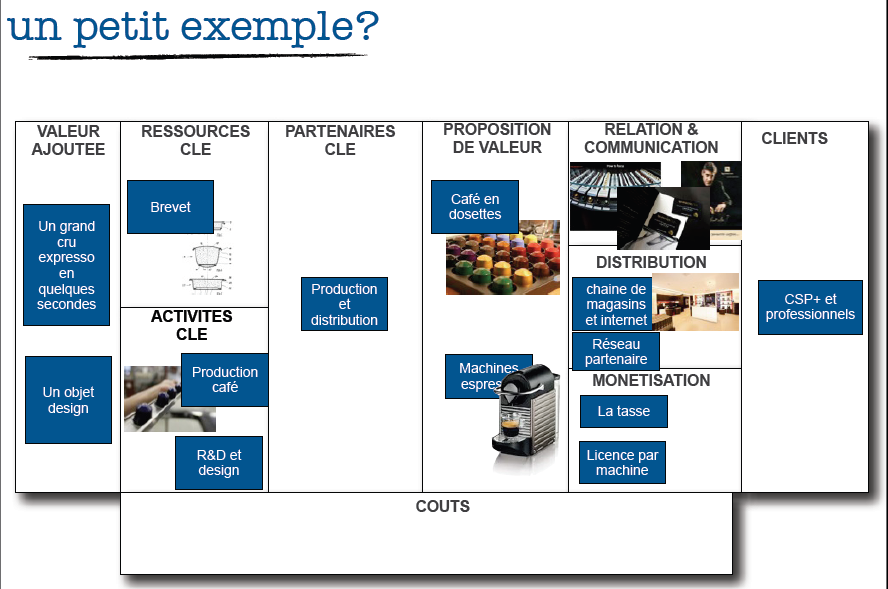 un petit exemple?
VALEUR
AJOUTEE
Un grand
cru
expresso
en
quelques
secondes
Un objet
design
RESSOURCES
CLE
Brevet
ACTIVITES
CLE
Production
café
R&D et
design
PARTENAIRES
CLE
Production
et
distribution
PROPOSITION
DE VALEUR
Café en
dosettes
Machines
RELATION &
COMMUNICATION
DISTRIBUTION
chaine de
magasins
et internet
Réseau
partenaire
MONETISATION
La tasse
Licence par
machine
CLIENTS
CSP+ et
professionnels
COUTS